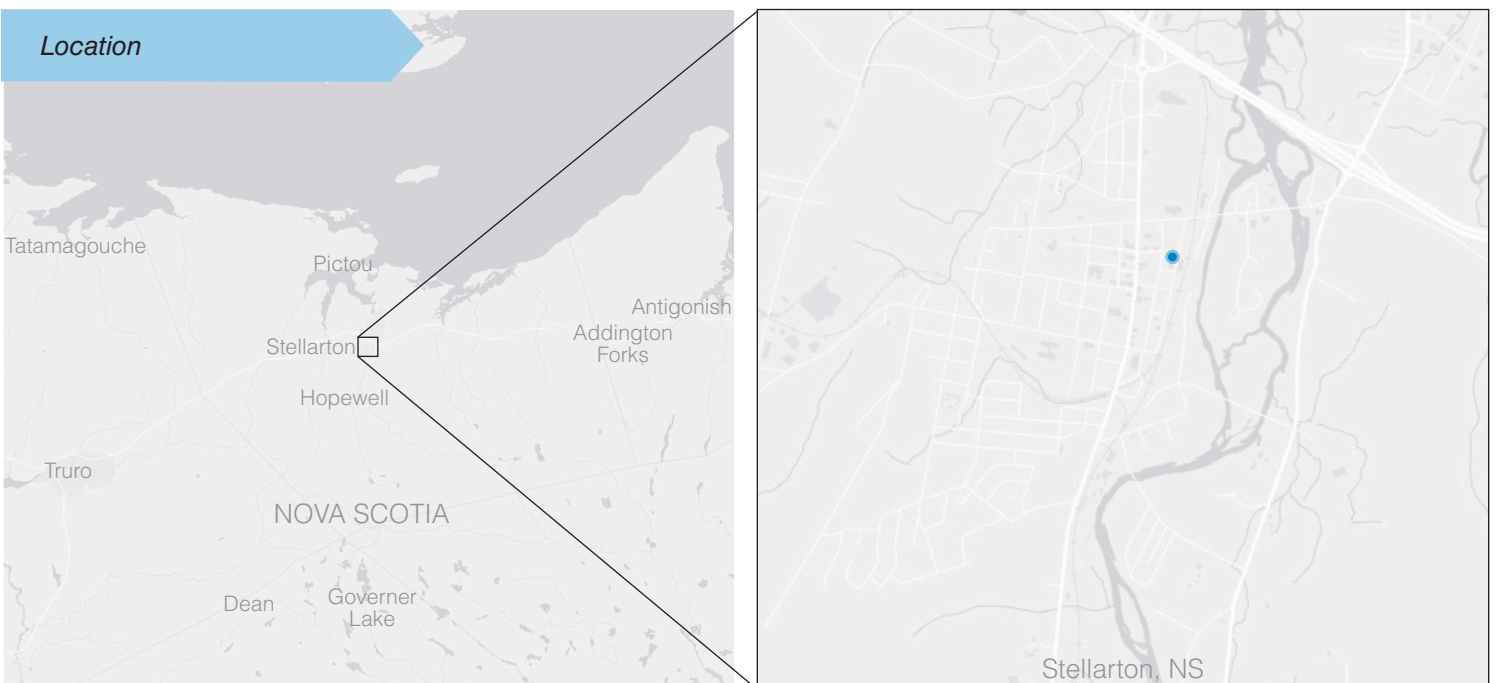 Location
Tatamagouche
Pictou
Antigonish
Addington
Forks
Stellarton
Hopewell
Truro
NOVA SCOTIA
Dean
Governer
Lake
Stellarton, NS